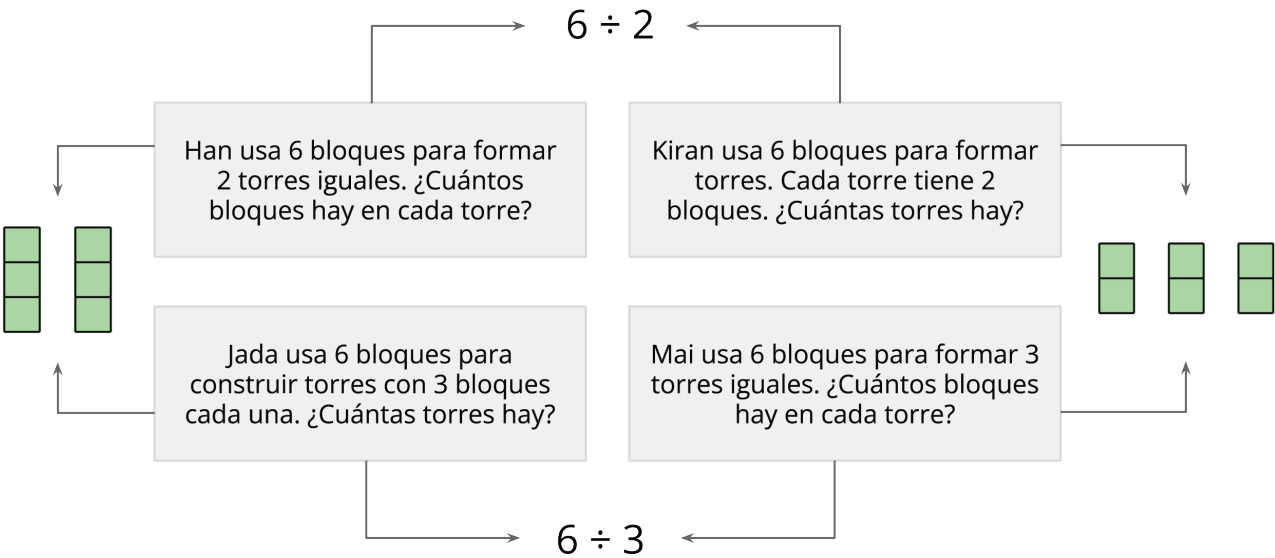 6 ÷ 2
Han usa 6 bloques para formar
2 torres iguales. ¿Cuántos
bloques hay en cada torre?
Kiran usa 6 bloques para formar
torres. Cada torre tiene 2
bloques. ¿Cuántas torres hay?
Jada usa 6 bloques para
construir torres con 3 bloques
cada una. ¿Cuántas torres hay?
Mai usa 6 bloques para formar 3
torres iguales. ¿Cuántos bloques
hay en cada torre?
6 ÷ 3